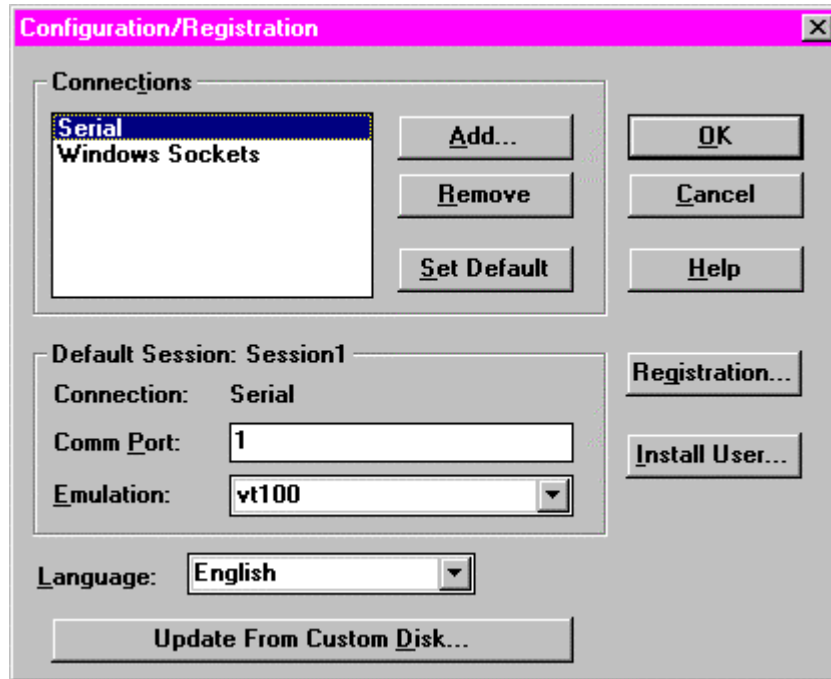 Configuration/Registration
Connections
Serial
Windows Sockets
Add...
Remove
Set Default
OK
Cancel
Help
Default Session: Session1
Connection: Serial
Comm Port: 1
Emulation: vt100
Registration...
Install User...
Language: English
Update From Custom Disk...